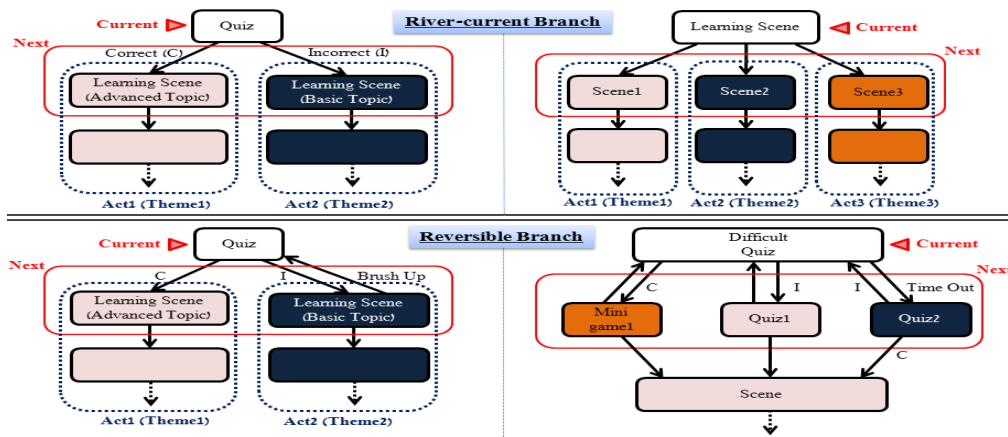 River-current Branch
Current
Quiz
Next
Correct (C)
Incorrect (I)
Learning Scene
(Advanced Topic)
Learning Scene
(Basic Topic)
Act1 (Theme1)
Act2 (Theme2)
Learning Scene
Current
Next
Scene1
Scene2
Scene3
Act1 (Theme1)
Act2 (Theme2)
Act3 (Theme3)
Reversible Branch
Current
Quiz
Next
C
I
Brush Up
Learning Scene
(Advanced Topic)
Learning Scene
(Basic Topic)
Act1 (Theme1)
Act2 (Theme2)
Difficult
Quiz
Current
Next
C
I
I
Time Out
Mini
game1
Quiz1
Quiz2
C
Scene